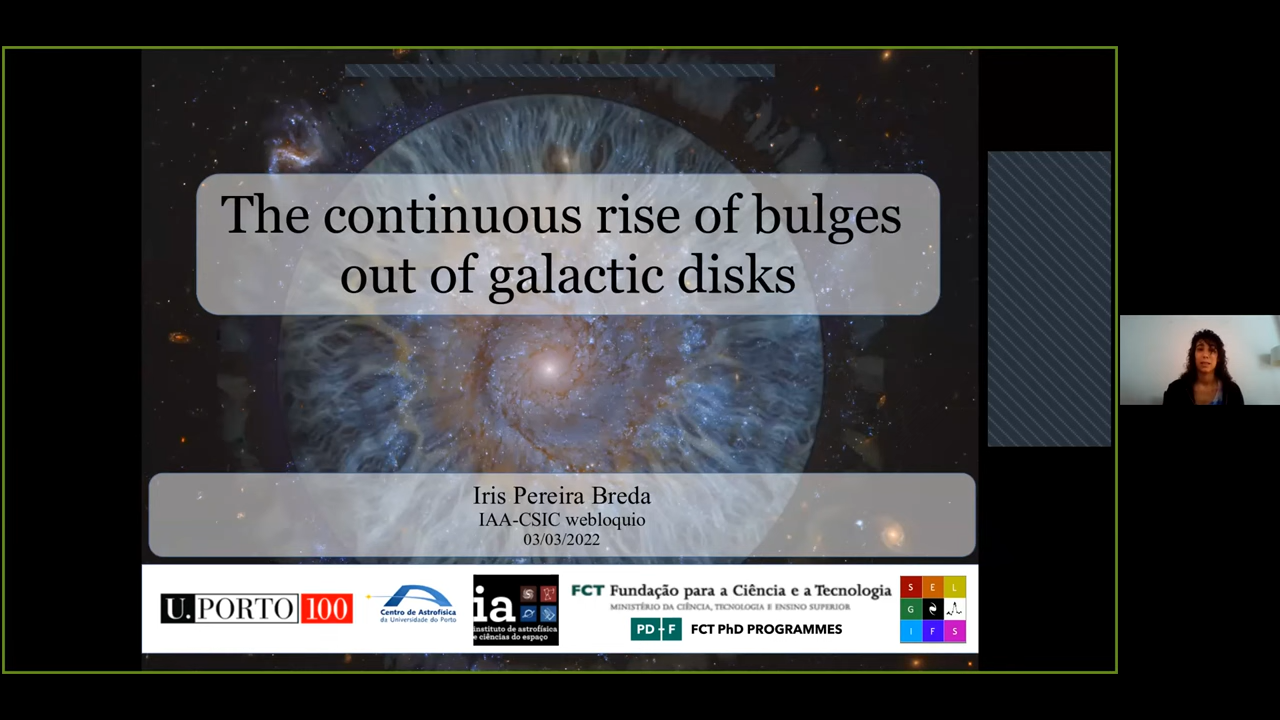 The continuous rise of bulges
out of galactic disks
Iris Pereira Breda
IAA-CSIC webloquio
03/03/2022
U. PORTO 100
Centro de Astrofísica
da Universidade do Porto
ia
instituto de astrofísica
e ciências do espaço
FCT Fundação para a Ciência e a Tecnologia
MINISTÉRIO DA CIÊNCIA, TECNOLOGIA E ENSINO SUPERIOR
PD F FCT PhD PROGRAMMES
S E L
G
I F S